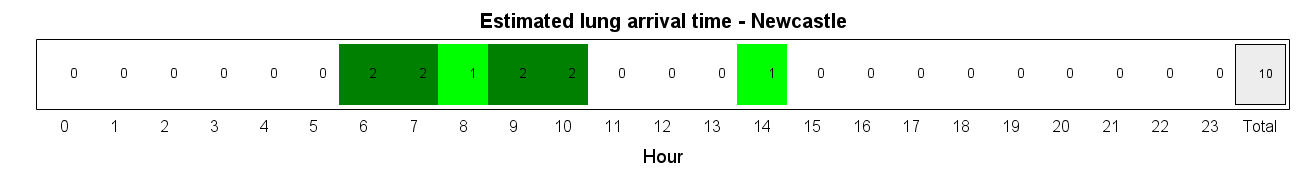 Estimated lung arrival time - Newcastle
0 0 0 0 0 0 2 2 1 2 2 0 0 0 1 0 0 0 0 0 0 0 0 0 10
0 1 2 3 4 5 6 7 8 9 10 11 12 13 14 15 16 17 18 19 20 21 22 23 Total
Hour